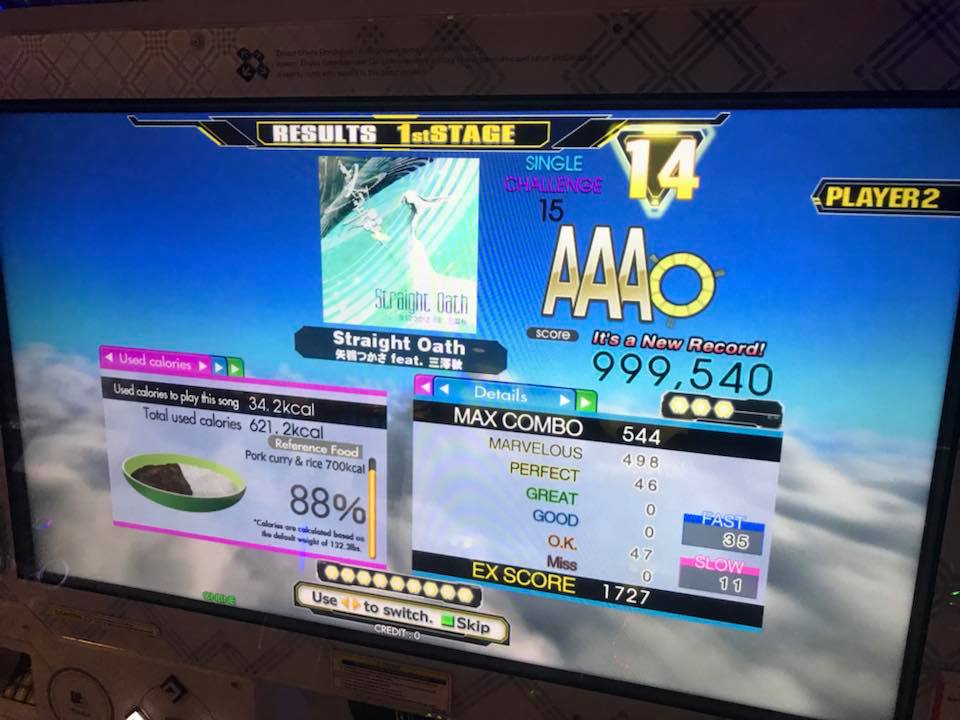 RESULTS 1stSTAGE
SINGLE
CHALLENGE
15
14
PLAYER2
AAA
Straight Oath
Straight Oath
矢鴇つかさ feat. 三澤秋
score
It's a New Record!
999,540
Used calories
Used calories to play this song 34.2kcal
Total used calories 621.2kcal
Reference Food
Pork curry & rice 700kcal
88%
*Calories are calculated based on
the default weight of 132.3lbs.
Details
MAX COMBO 544
MARVELOUS 498
PERFECT 46
GREAT 0
GOOD 0
O.K. 47
Miss 0
EX SCORE 1727
FAST
35
SLOW
11
Use to switch. Skip
ONLINE
CREDIT : 0